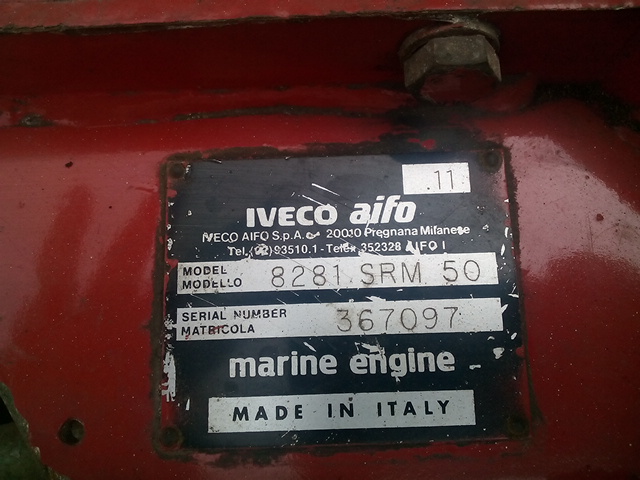 .11
IVECO aifo
IVECO AIFO S.p.A. - 20010 Pregnana Milanese
Tel. (02) 93510.1 - Telex 352328 AIFO I
MODEL
MODELLO
8281 SRM 50
SERIAL NUMBER
MATRICOLA
367097
marine engine
MADE IN ITALY